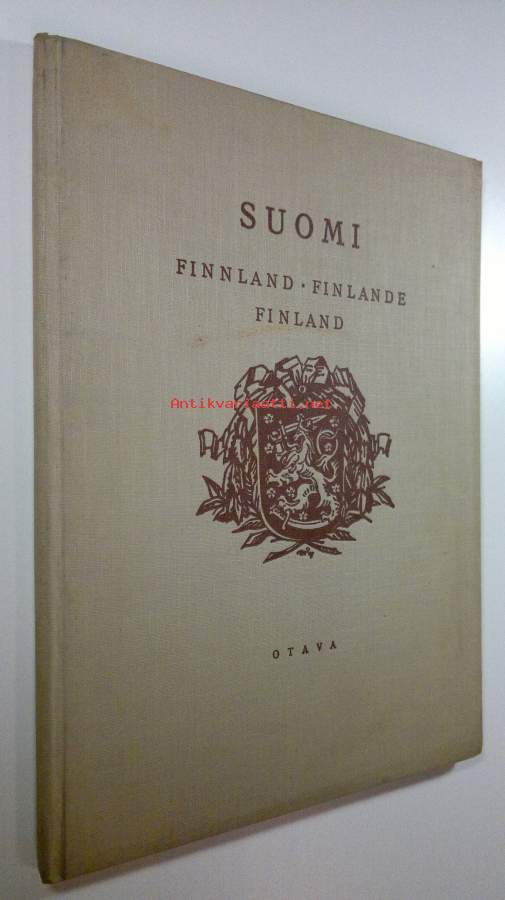 SUOMI
FINNLAND · FINLANDE
FINLAND
Antikvariaatti.net
OTAVA